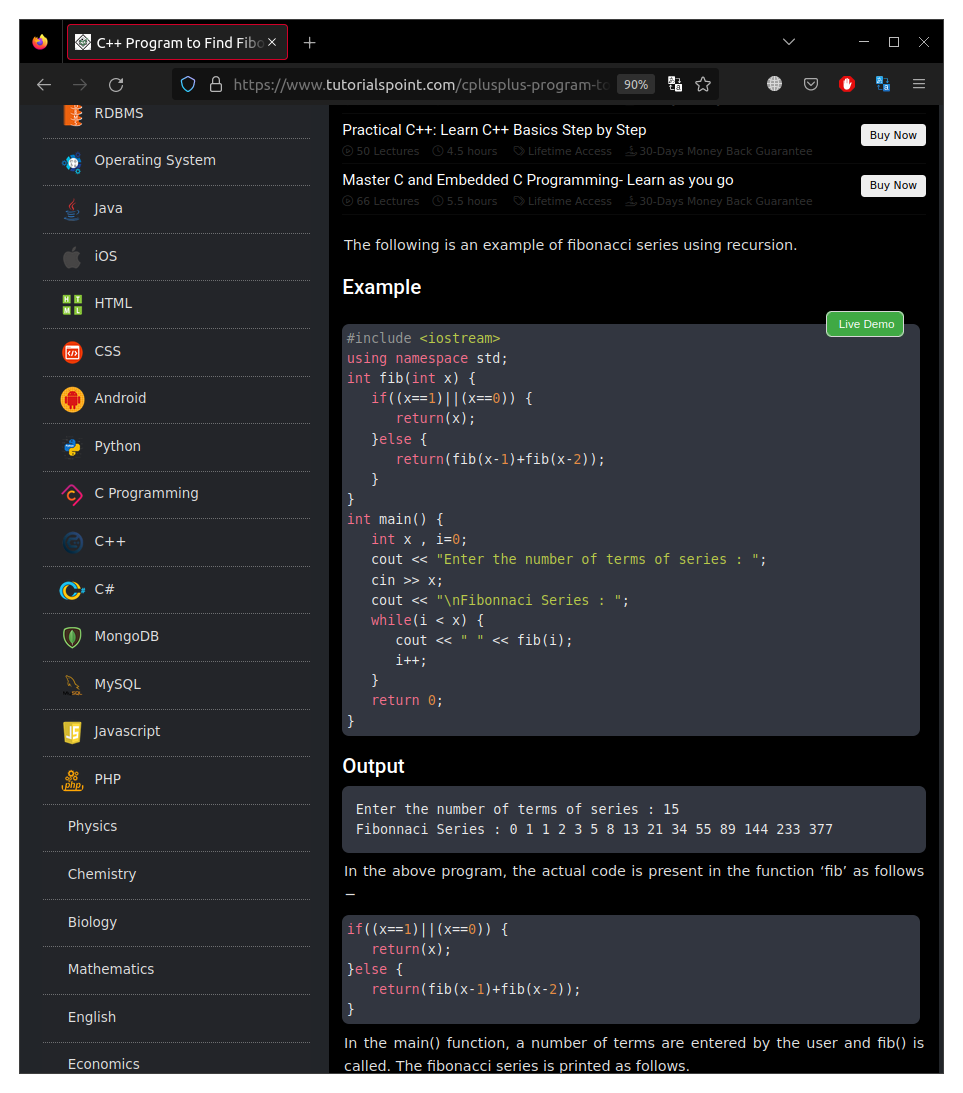 C++ Program to Find Fibo
https://www.tutorialspoint.com/cplusplus-program-to
90%
RDBMS
Operating System
Java
iOS
HTML
CSS
Android
Python
C Programming
C++
C#
MongoDB
MySQL
Javascript
PHP
Physics
Chemistry
Biology
Mathematics
English
Economics
Practical C++: Learn C++ Basics Step by Step
50 Lectures 4.5 hours Lifetime Access 30-Days Money Back Guarantee
Buy Now
Master C and Embedded C Programming- Learn as you go
66 Lectures 5.5 hours Lifetime Access 30-Days Money Back Guarantee
Buy Now
The following is an example of fibonacci series using recursion.
Example
Live Demo
#include <iostream>
using namespace std;
int fib(int x) {
   if((x==1)||(x==0)) {
      return(x);
   }else {
      return(fib(x-1)+fib(x-2));
   }
}
int main() {
   int x , i=0;
   cout << "Enter the number of terms of series : ";
   cin >> x;
   cout << "\nFibonnaci Series : ";
   while(i < x) {
      cout << " " << fib(i);
      i++;
   }
   return 0;
}
Output
Enter the number of terms of series : 15
Fibonnaci Series : 0 1 1 2 3 5 8 13 21 34 55 89 144 233 377
In the above program, the actual code is present in the function ‘fib’ as follows
−
if((x==1)||(x==0)) {
   return(x);
}else {
   return(fib(x-1)+fib(x-2));
}
In the main() function, a number of terms are entered by the user and fib() is
called. The fibonacci series is printed as follows.